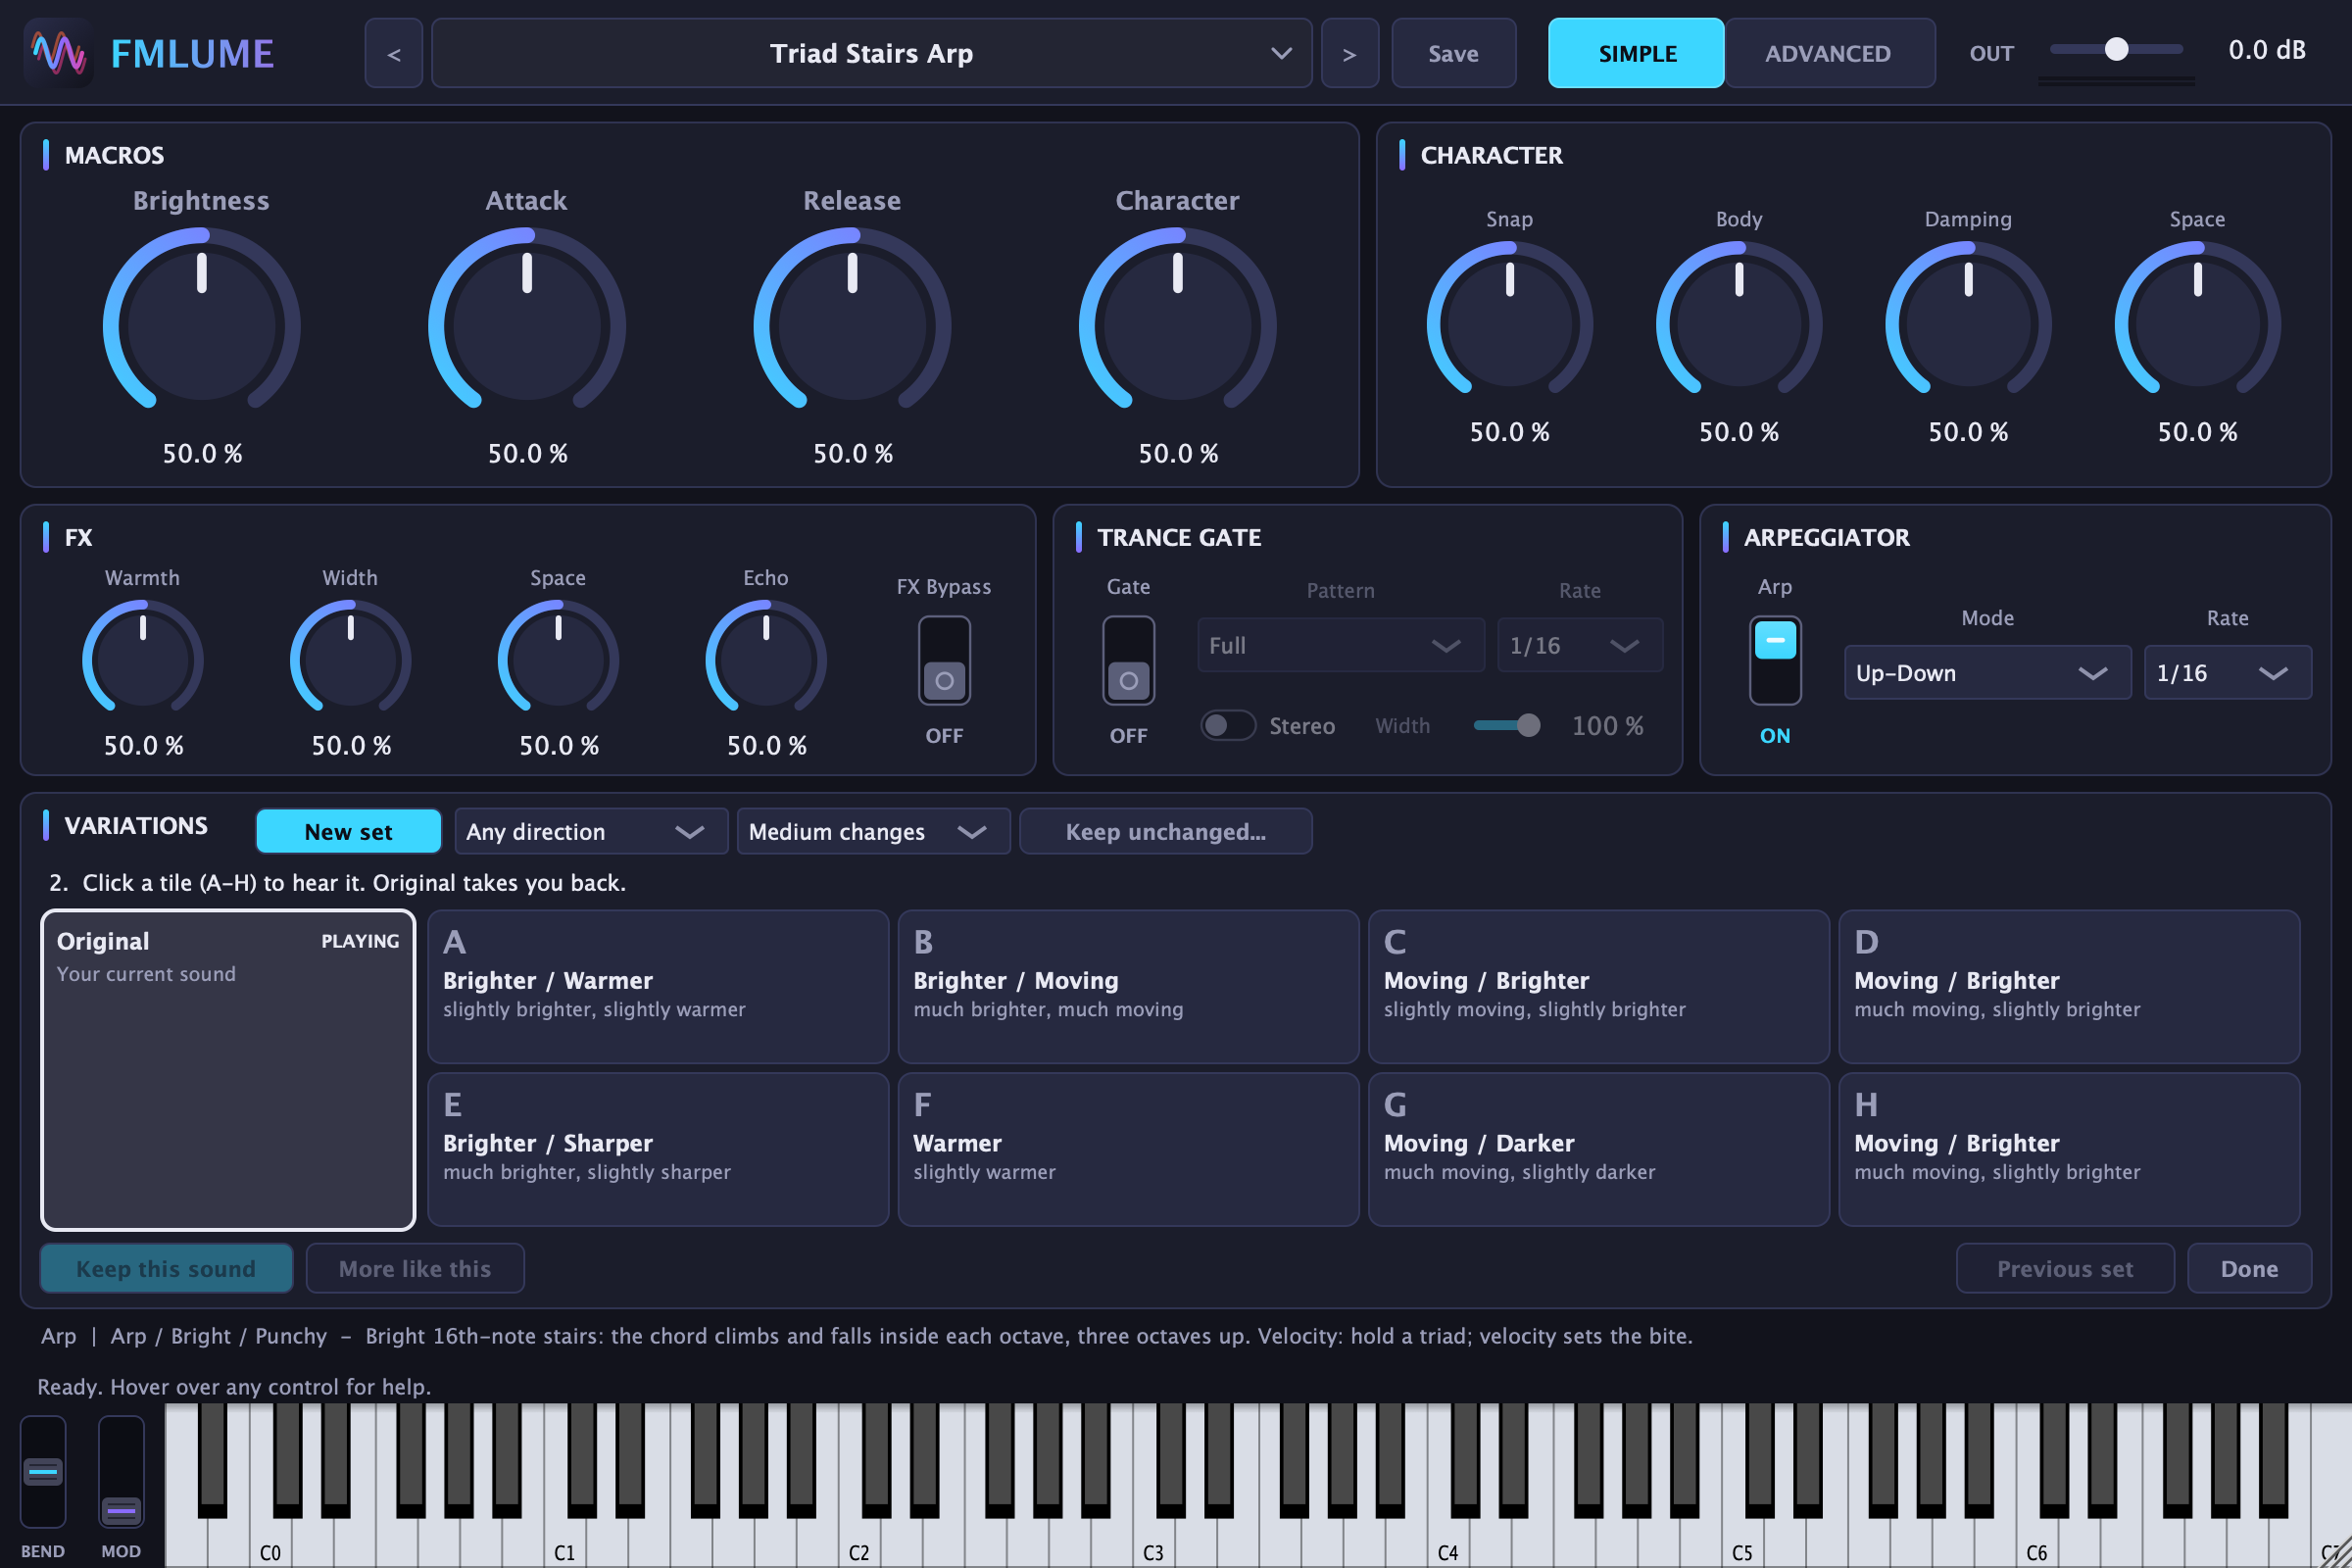 FMLUME
<
Triad Stairs Arp
>
Save
SIMPLE
ADVANCED
OUT
0.0 dB
MACROS
Brightness
Attack
Release
Character
50.0 %
50.0 %
50.0 %
50.0 %
CHARACTER
Snap
Body
Damping
Space
50.0 %
50.0 %
50.0 %
50.0 %
FX
Warmth
Width
Space
Echo
FX Bypass
50.0 %
50.0 %
50.0 %
50.0 %
OFF
TRANCE GATE
Gate
Pattern
Rate
Full
1/16
OFF
Stereo
Width
100 %
ARPEGGIATOR
Arp
Mode
Rate
Up-Down
1/16
ON
VARIATIONS
New set
Any direction
Medium changes
Keep unchanged...
2. Click a tile (A-H) to hear it. Original takes you back.
Original
PLAYING
Your current sound
A
Brighter / Warmer
slightly brighter, slightly warmer
B
Brighter / Moving
much brighter, much moving
C
Moving / Brighter
slightly moving, slightly brighter
D
Moving / Brighter
much moving, slightly brighter
E
Brighter / Sharper
much brighter, slightly sharper
F
Warmer
slightly warmer
G
Moving / Darker
much moving, slightly darker
H
Moving / Brighter
much moving, slightly brighter
Keep this sound
More like this
Previous set
Done
Arp | Arp / Bright / Punchy – Bright 16th-note stairs: the chord climbs and falls inside each octave, three octaves up. Velocity: hold a triad; velocity sets the bite.
Ready. Hover over any control for help.
BEND
MOD
C0
C1
C2
C3
C4
C5
C6